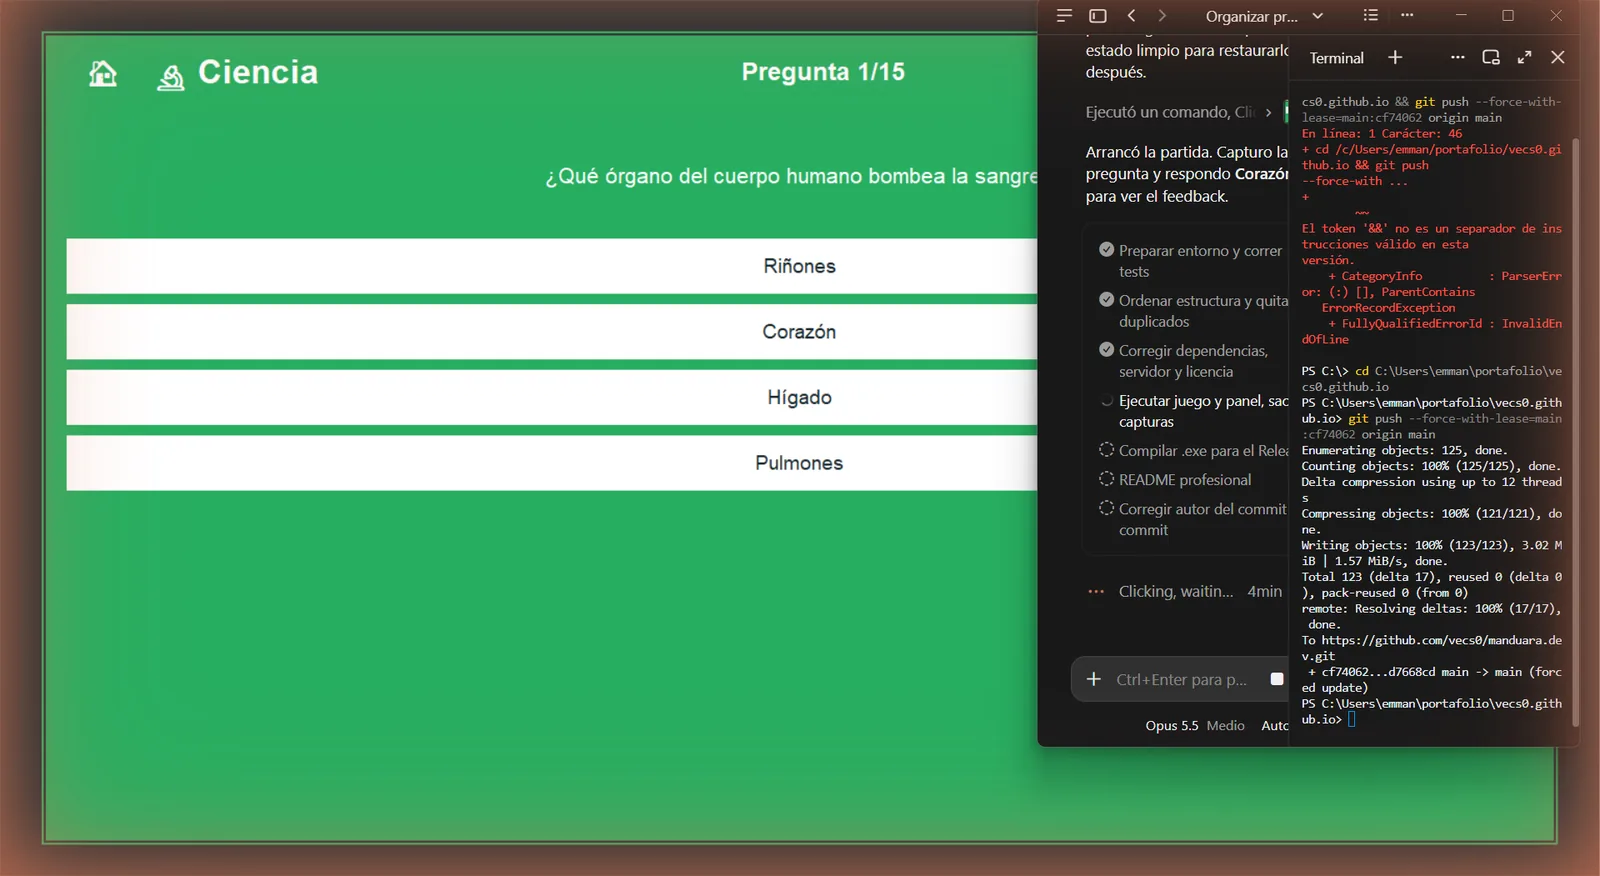 Ciencia
Pregunta 1/15
¿Qué órgano del cuerpo humano bombea la sangre
Riñones
Corazón
Hígado
Pulmones
Organizar pr...
estado limpio para restaurarlo
después.
Ejecutó un comando, Cli
Arrancó la partida. Capturo la
pregunta y respondo Corazón
para ver el feedback.
Preparar entorno y correr
tests
Ordenar estructura y quita
duplicados
Corregir dependencias,
servidor y licencia
Ejecutar juego y panel, sac
capturas
Compilar .exe para el Relea
README profesional
Corregir autor del commit
commit
Clicking, waitin... 4min
Ctrl+Enter para p...
Opus 5.5 Medio Auto
Terminal
cs0.github.io && git push --force-with-
lease=main:cf74062 origin main
En línea: 1 Carácter: 46
+ cd /c/Users/emman/portafolio/vecs0.gi
thub.io && git push
--force-with ...
+
~~
El token '&&' no es un separador de ins
trucciones válido en esta
versión.
+ CategoryInfo : ParserErr
or: (:) [], ParentContains
ErrorRecordException
+ FullyQualifiedErrorId : InvalidEn
dOfLine
PS C:\> cd C:\Users\emman\portafolio\ve
cs0.github.io
PS C:\Users\emman\portafolio\vecs0.gith
ub.io> git push --force-with-lease=main
:cf74062 origin main
Enumerating objects: 125, done.
Counting objects: 100% (125/125), done.
Delta compression using up to 12 thread
s
Compressing objects: 100% (121/121), do
ne.
Writing objects: 100% (123/123), 3.02 M
iB | 1.57 MiB/s, done.
Total 123 (delta 17), reused 0 (delta 0
), pack-reused 0 (from 0)
remote: Resolving deltas: 100% (17/17),
done.
To https://github.com/vecs0/manduara.de
v.git
+ cf74062...d7668cd main -> main (forc
ed update)
PS C:\Users\emman\portafolio\vecs0.gith
ub.io>